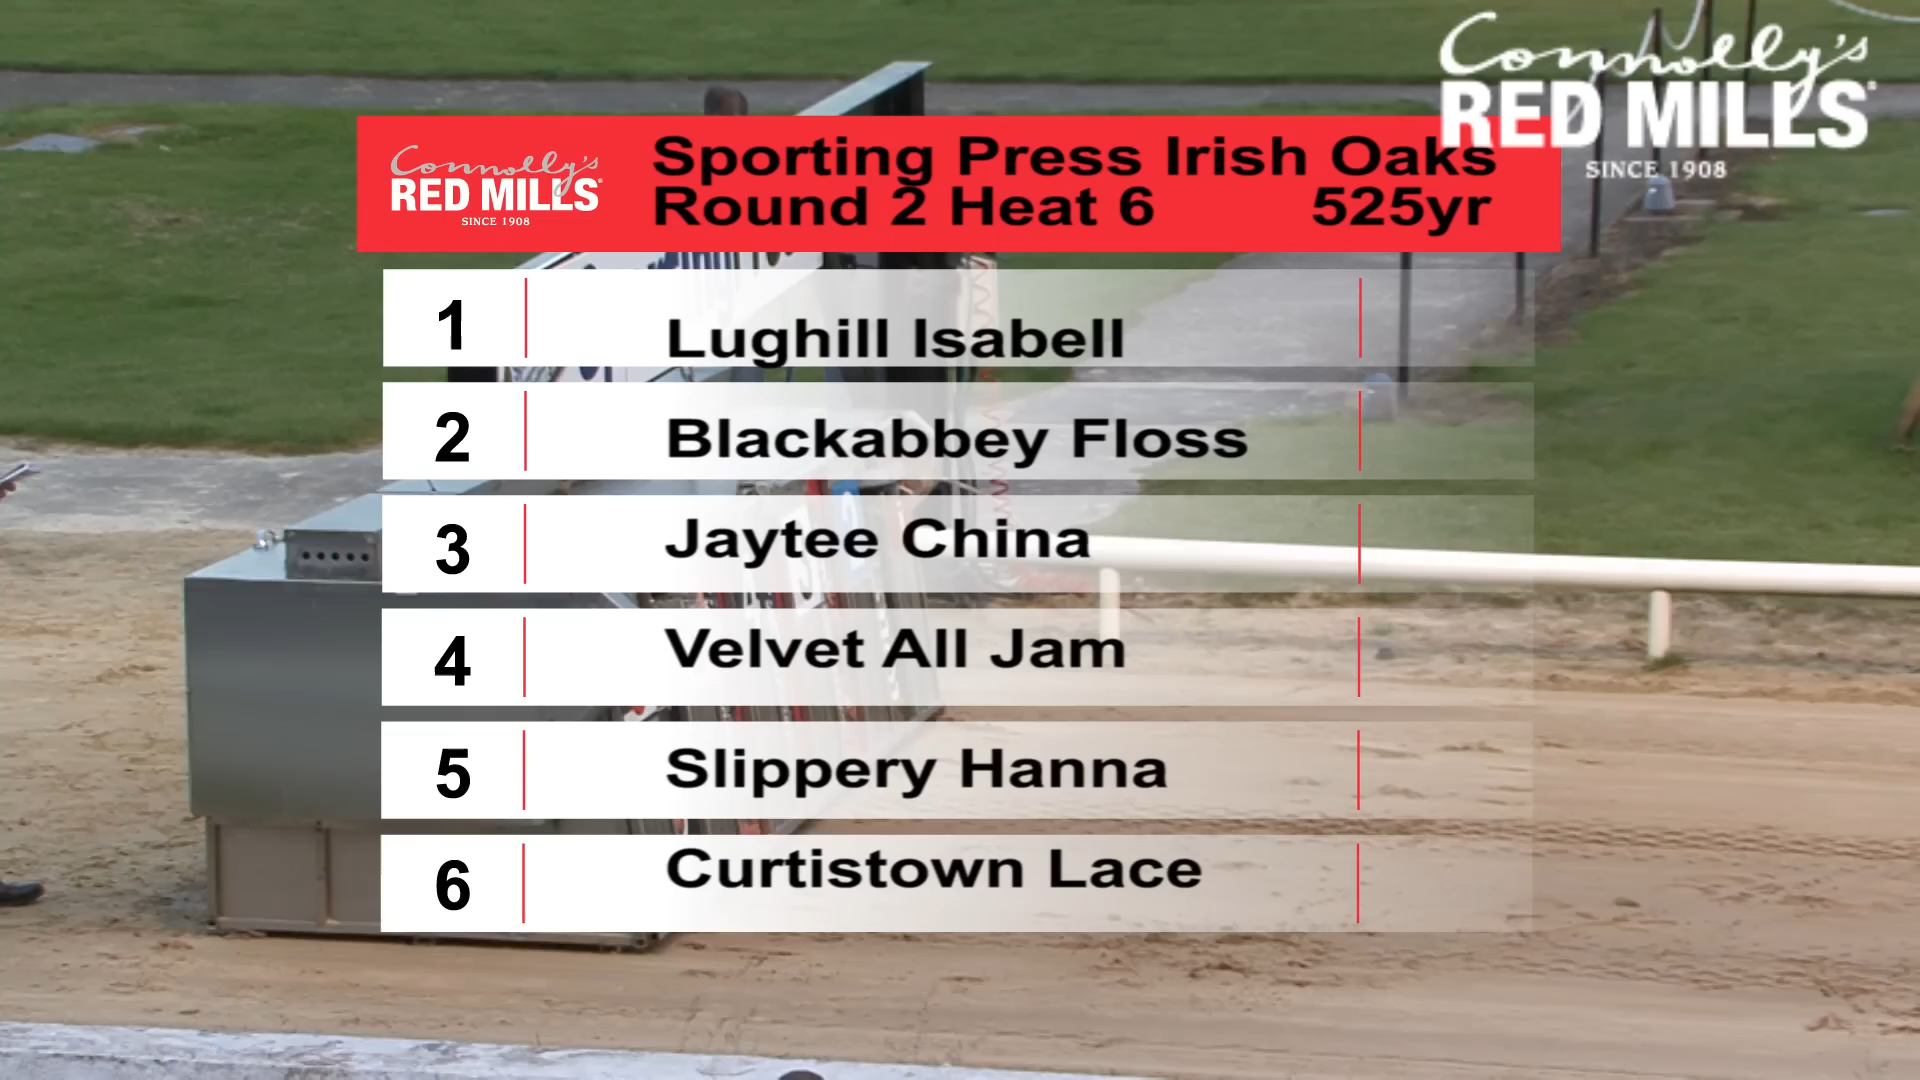 Connolly's
RED MILLS
SINCE 1908
Connolly's
RED MILLS
SINCE 1908
Sporting Press Irish Oaks
Round 2 Heat 6 525yr
1 Lughill Isabell
2 Blackabbey Floss
3 Jaytee China
4 Velvet All Jam
5 Slippery Hanna
6 Curtistown Lace